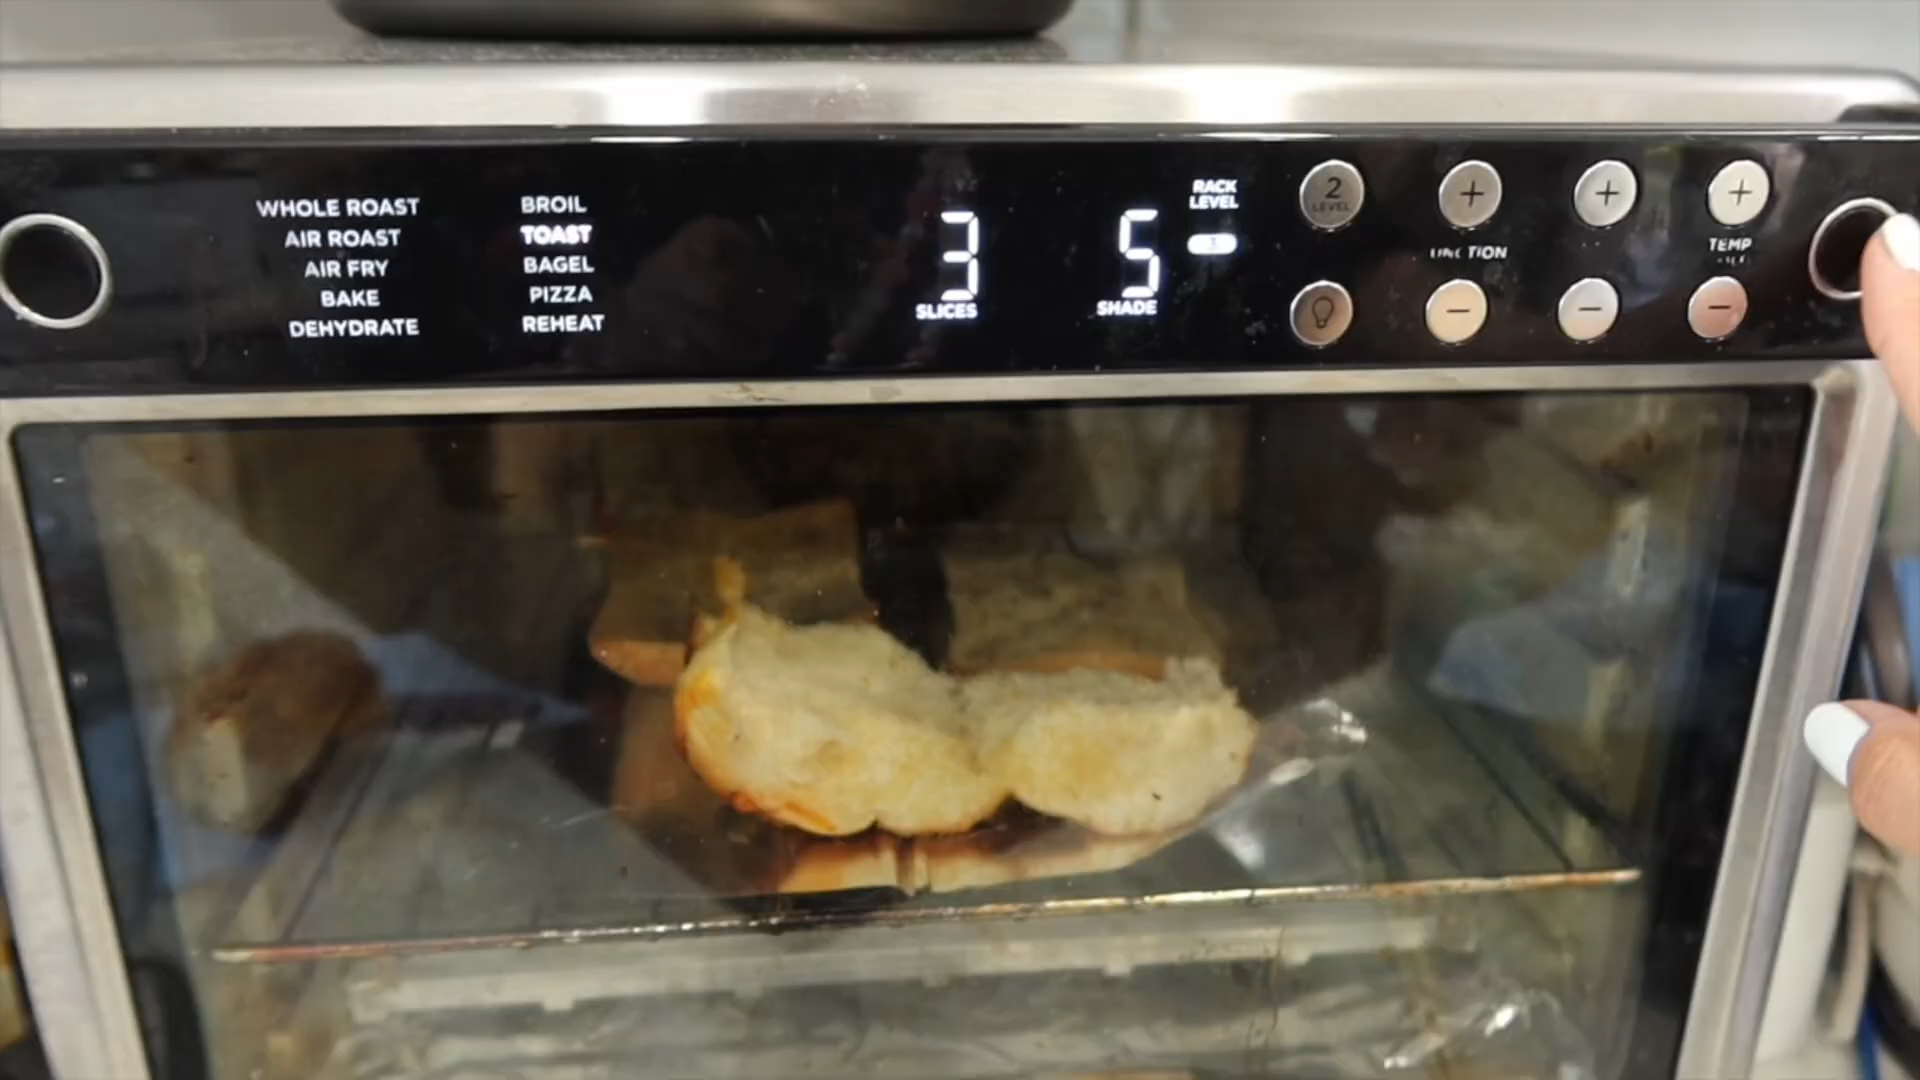 WHOLE ROAST
AIR ROAST
AIR FRY
BAKE
DEHYDRATE
BROIL
TOAST
BAGEL
PIZZA
REHEAT
3
SLICES
5
SHADE
RACK
LEVEL
2
LEVEL
TEMP